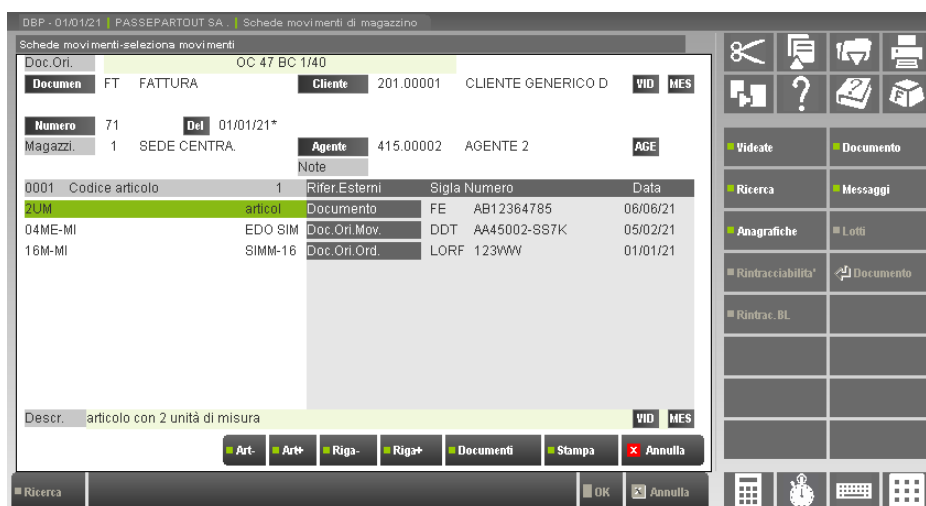 DBP - 01/01/21 | PASSEPARTOUT SA . | Schede movimenti di magazzino
Schede movimenti-seleziona movimenti
Doc.Ori. OC 47 BC 1/40
Documen FT FATTURA Cliente 201.00001 CLIENTE GENERICO D VID MES
Numero 71 Del 01/01/21*
Magazzi. 1 SEDE CENTRA. Agente 415.00002 AGENTE 2 AGE
Note
0001 Codice articolo 1 Rifer.Esterni Sigla Numero Data
2UM articol Documento FE AB12364785 06/06/21
04ME-MI EDO SIM Doc.Ori.Mov. DDT AA45002-SS7K 05/02/21
16M-MI SIMM-16 Doc.Ori.Ord. LORF 123WW 01/01/21
Descr. articolo con 2 unità di misura VID MES
Art- Art+ Riga- Riga+ Documenti Stampa Annulla
Ricerca OK Annulla
Videate Documento
Ricerca Messaggi
Anagrafiche Lotti
Rintracciabilita' Documento
Rintrac.BL